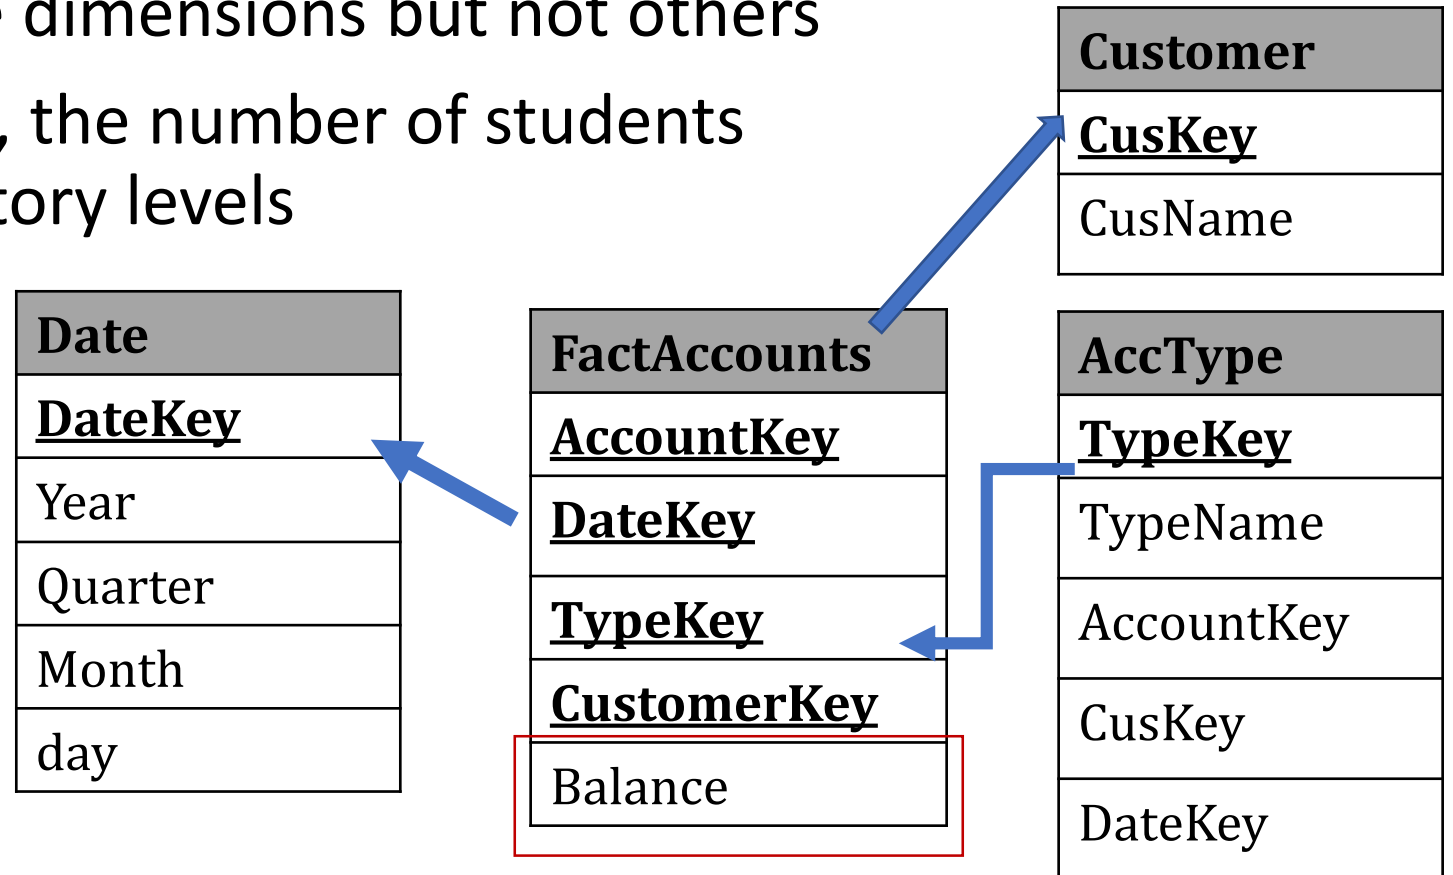 dimensions but not others
, the number of students
tory levels
Customer
CusKey
CusName
Date
DateKey
Year
Quarter
Month
day
FactAccounts
AccountKey
DateKey
TypeKey
CustomerKey
Balance
AccType
TypeKey
TypeName
AccountKey
CusKey
DateKey